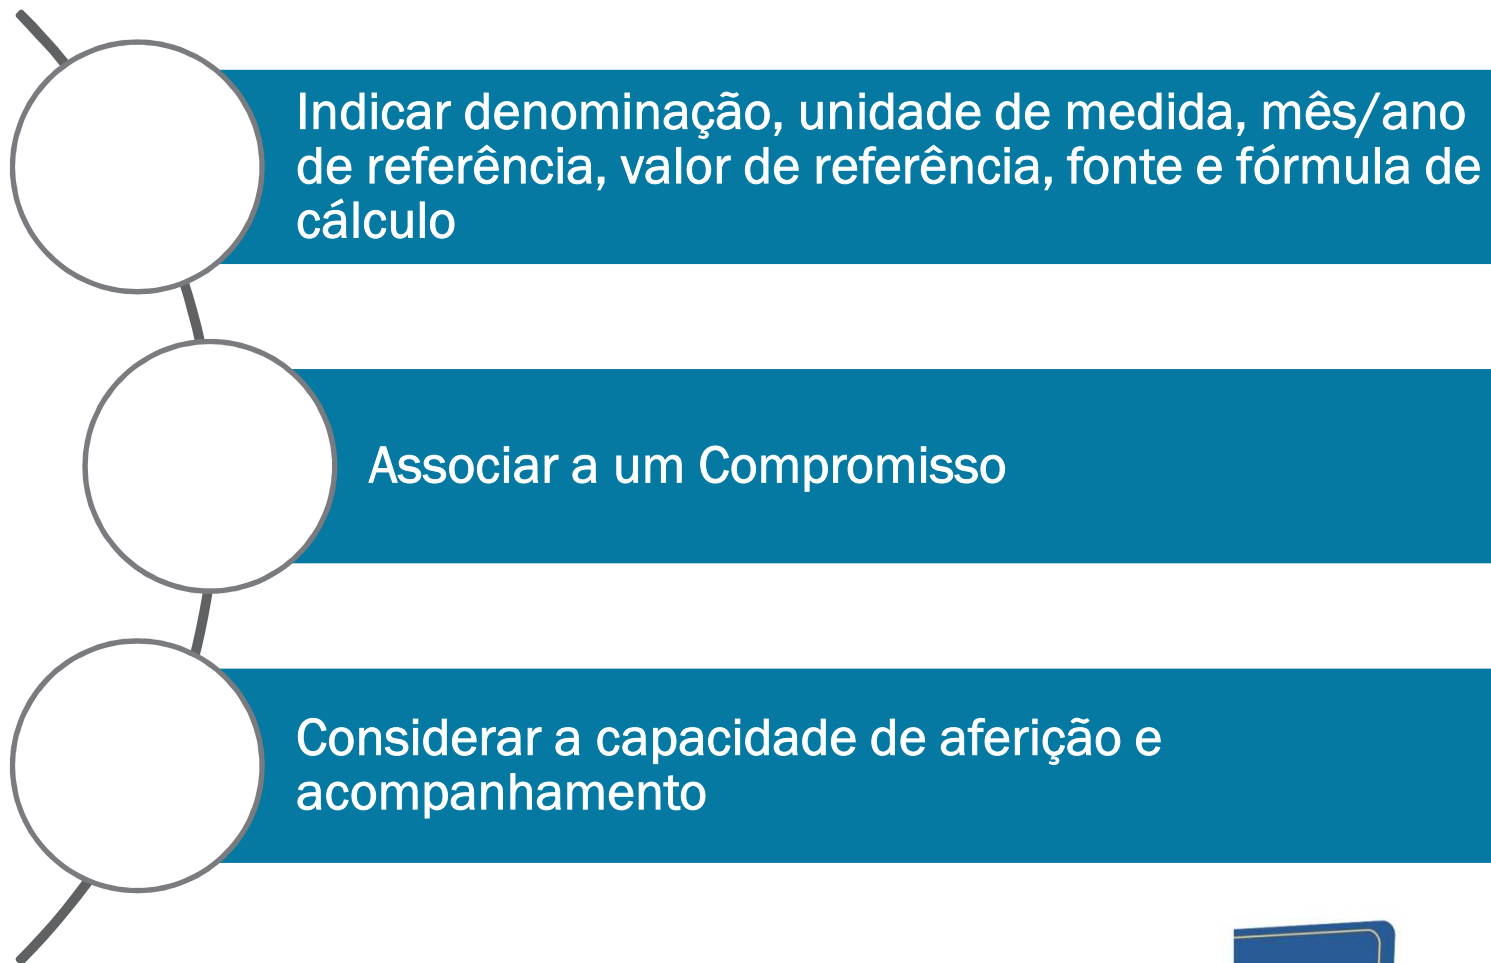 Indicar denominação, unidade de medida, mês/ano
de referência, valor de referência, fonte e fórmula de
cálculo
Associar a um Compromisso
Considerar a capacidade de aferição e
acompanhamento